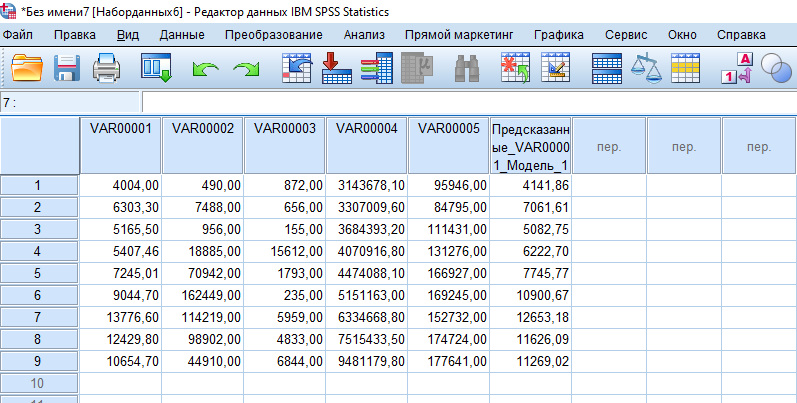 *Без имени7 [Наборданных6] - Редактор данных IBM SPSS Statistics
Файл Правка Вид Данные Преобразование Анализ Прямой маркетинг Графика Сервис Окно Справка
7 :
VAR00001 VAR00002 VAR00003 VAR00004 VAR00005 Предсказанн
ые_VAR0000
1_Модель_1
пер. пер. пер.
1 4004,00 490,00 872,00 3143678,10 95946,00 4141,86
2 6303,30 7488,00 656,00 3307009,60 84795,00 7061,61
3 5165,50 956,00 155,00 3684393,20 111431,00 5082,75
4 5407,46 18885,00 15612,00 4070916,80 131276,00 6222,70
5 7245,01 70942,00 1793,00 4474088,10 166927,00 7745,77
6 9044,70 162449,00 235,00 5151163,00 169245,00 10900,67
7 13776,60 114219,00 5959,00 6334668,80 152732,00 12653,18
8 12429,80 98902,00 4833,00 7515433,50 174724,00 11626,09
9 10654,70 44910,00 6844,00 9481179,80 177641,00 11269,02
10